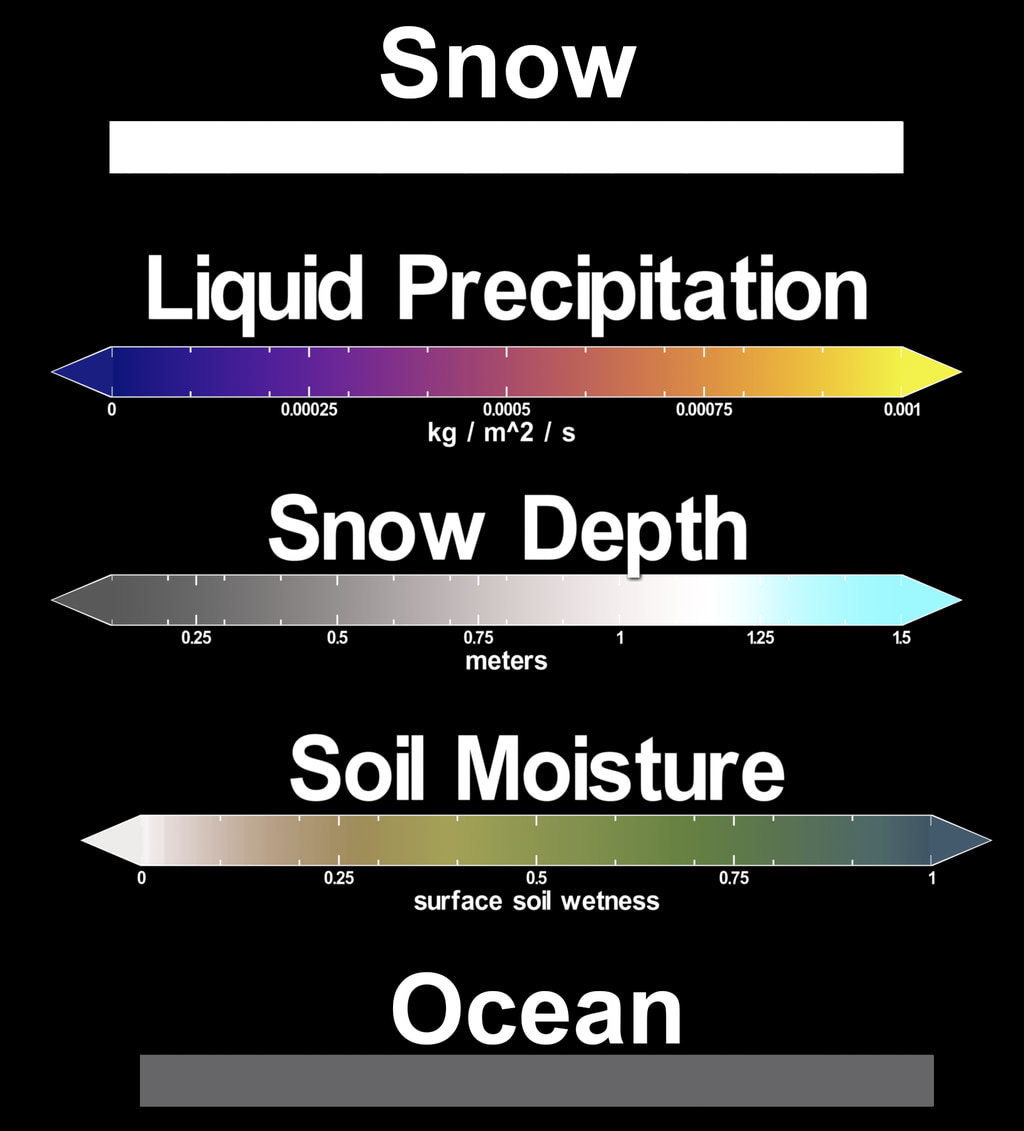 Snow
Liquid Precipitation
0 0.00025 0.0005 0.00075 0.001
kg / m^2 / s
Snow Depth
0.25 0.5 0.75 1 1.25 1.5
meters
Soil Moisture
0 0.25 0.5 0.75 1
surface soil wetness
Ocean